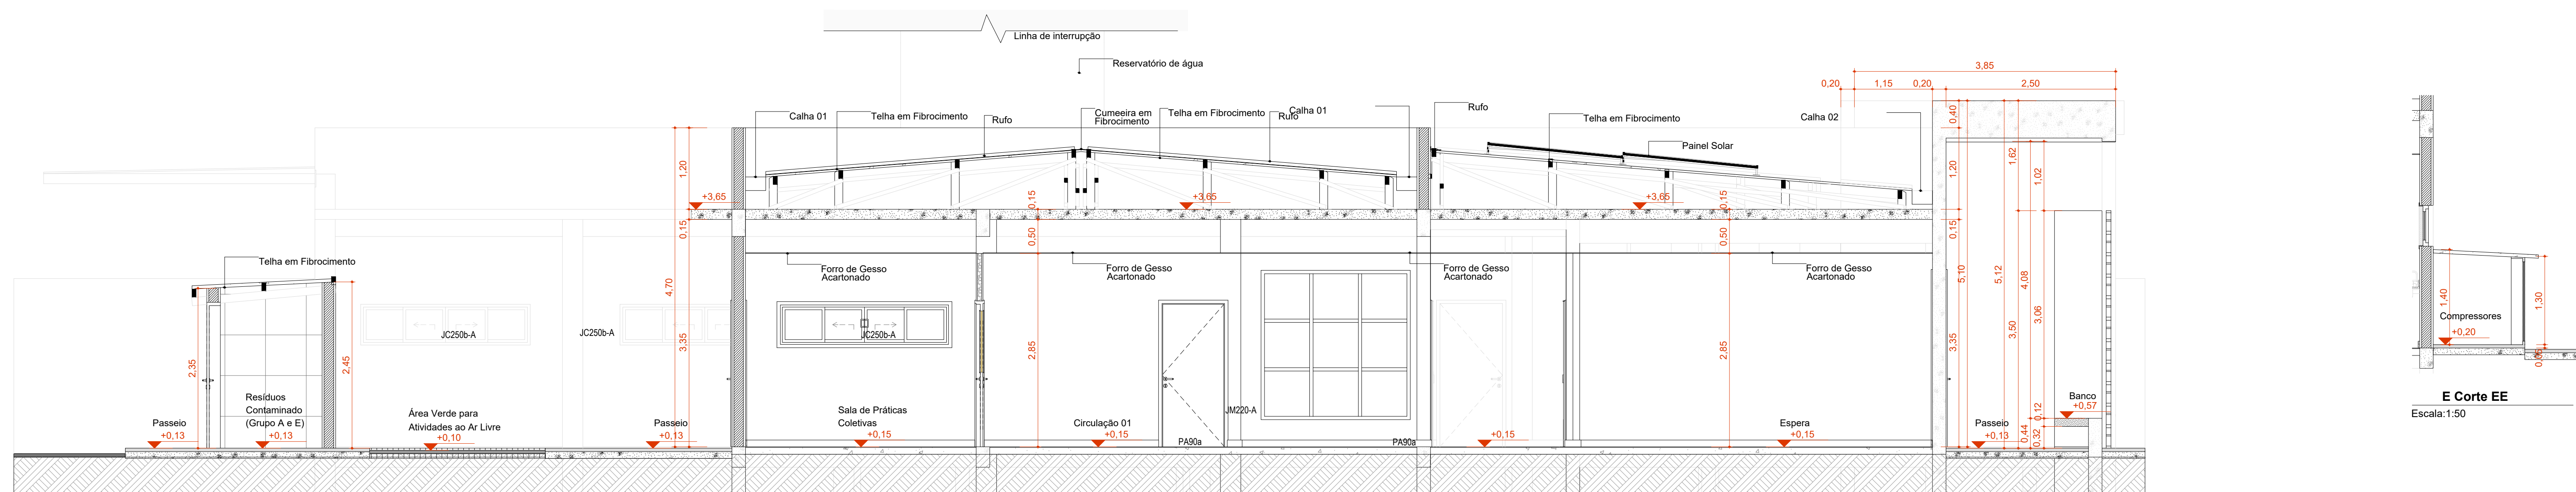 Linha de interrupção
Reservatório de água
3,85
0,20
1,15
0,20
2,50
Calha 01
Telha em Fibrocimento
Rufo
Cumeeira em
Fibrocimento
Telha em Fibrocimento
Rufo
Calha 01
Rufo
Telha em Fibrocimento
Calha 02
Painel Solar
0,40
1,20
1,62
1,02
1,20
+3,65
0,15
+3,65
+3,65
0,15
0,15
0,50
0,50
0,15
Telha em Fibrocimento
Forro de Gesso
Acartonado
Forro de Gesso
Acartonado
Forro de Gesso
Acartonado
Forro de Gesso
Acartonado
4,70
3,35
5,10
5,12
4,08
3,50
3,06
3,35
JC250b-A
JC250b-A
JC250b-A
2,35
2,45
2,85
2,85
Resíduos
Contaminado
(Grupo A e E)
+0,13
Passeio
+0,13
Área Verde para
Atividades ao Ar Livre
+0,10
Passeio
+0,13
Sala de Práticas
Coletivas
+0,15
Circulação 01
+0,15
PA90a
JM220-A
PA90a
+0,15
Espera
+0,15
Passeio
+0,13
0,44
0,12
0,32
Banco
+0,57
1,40
1,30
Compressores
+0,20
E Corte EE
Escala:1:50